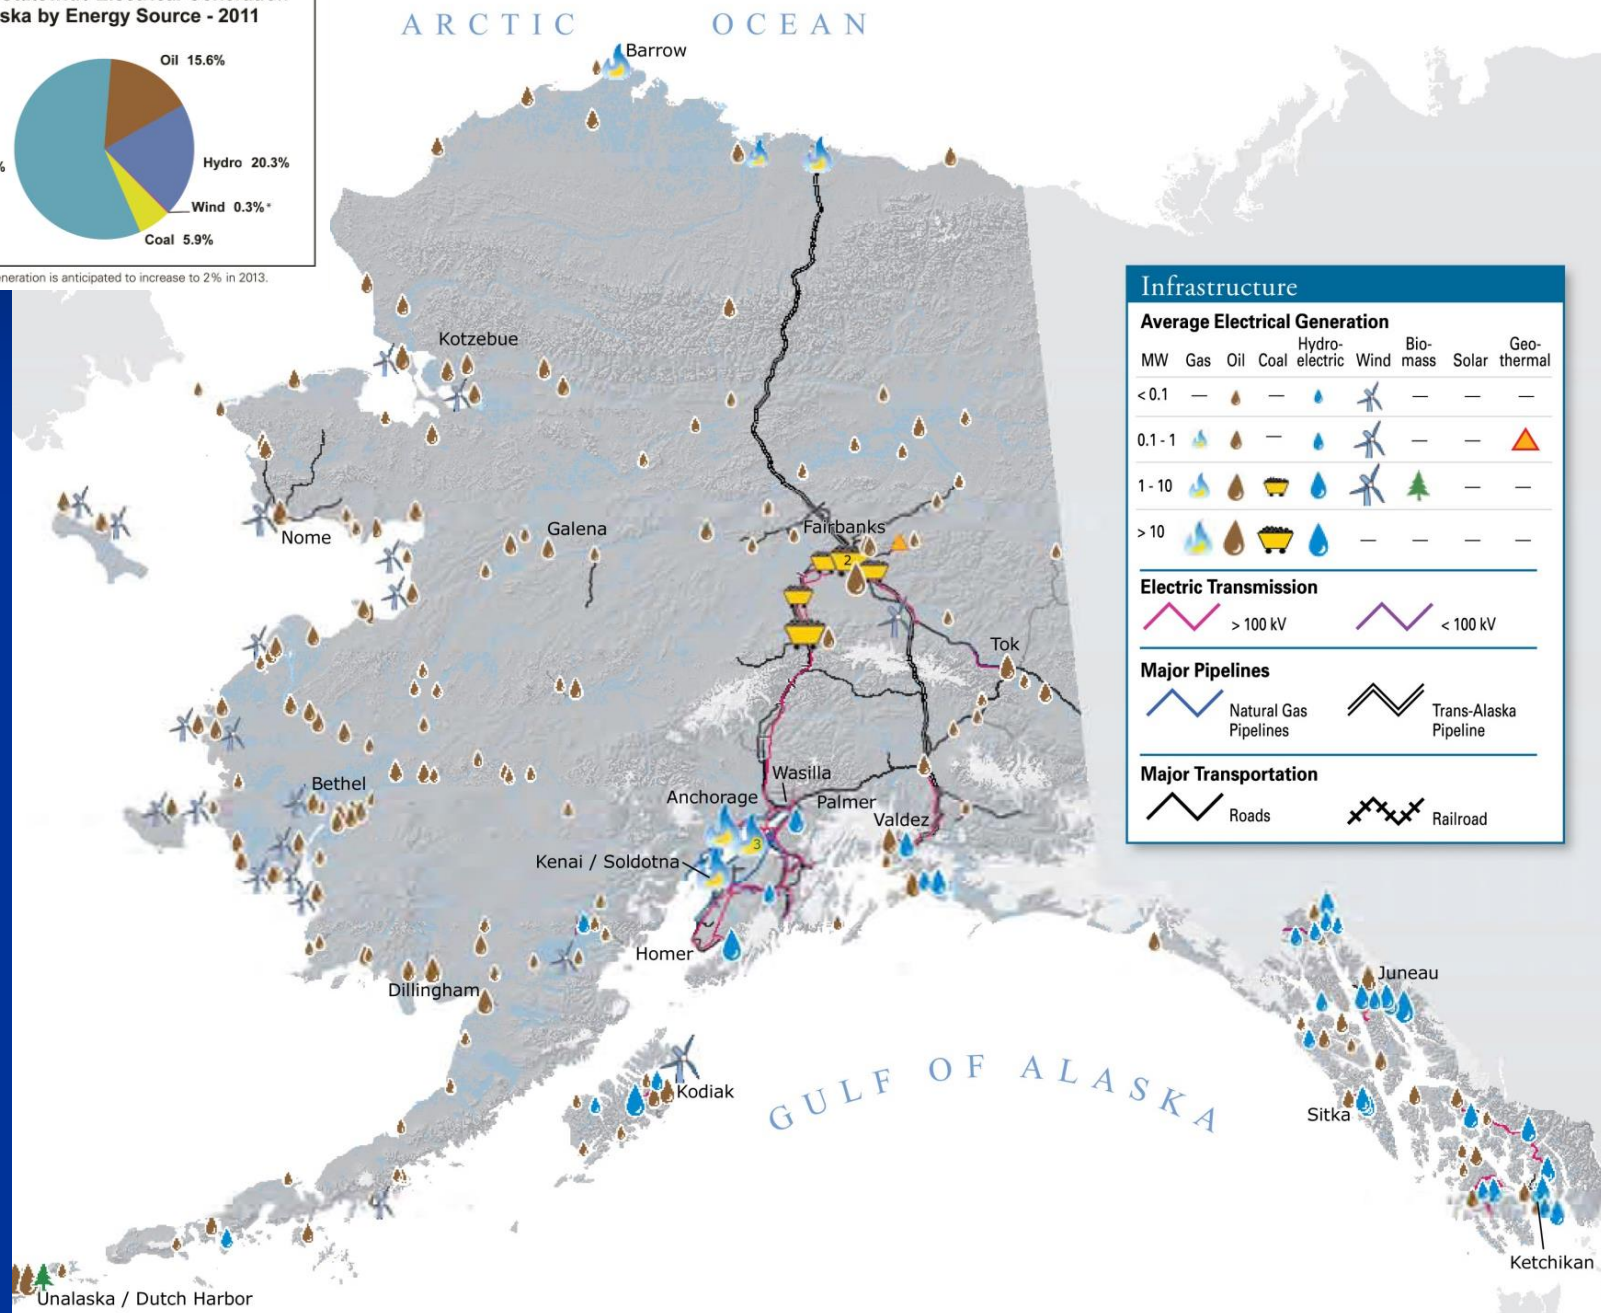 ska by Energy Source - 2011
Oil 15.6%
Hydro 20.3%
Wind 0.3%*
Coal 5.9%
%
eneration is anticipated to increase to 2% in 2013.
ARCTIC OCEAN
Barrow
Kotzebue
Nome
Galena
Fairbanks
2
Tok
Bethel
Wasilla
Anchorage
Palmer
Valdez
3
Kenai / Soldotna
Homer
Dillingham
Juneau
Kodiak
GULF OF ALASKA
Sitka
Ketchikan
Unalaska / Dutch Harbor
Infrastructure
Average Electrical Generation
MW Gas Oil Coal Hydro-electric Wind Bio-mass Solar Geo-thermal
< 0.1 — — — — —
0.1 - 1 — — —
1 - 10 — —
> 10 — — — —
Electric Transmission
> 100 kV < 100 kV
Major Pipelines
Natural Gas Trans-Alaska
Pipelines Pipeline
Major Transportation
Roads Railroad